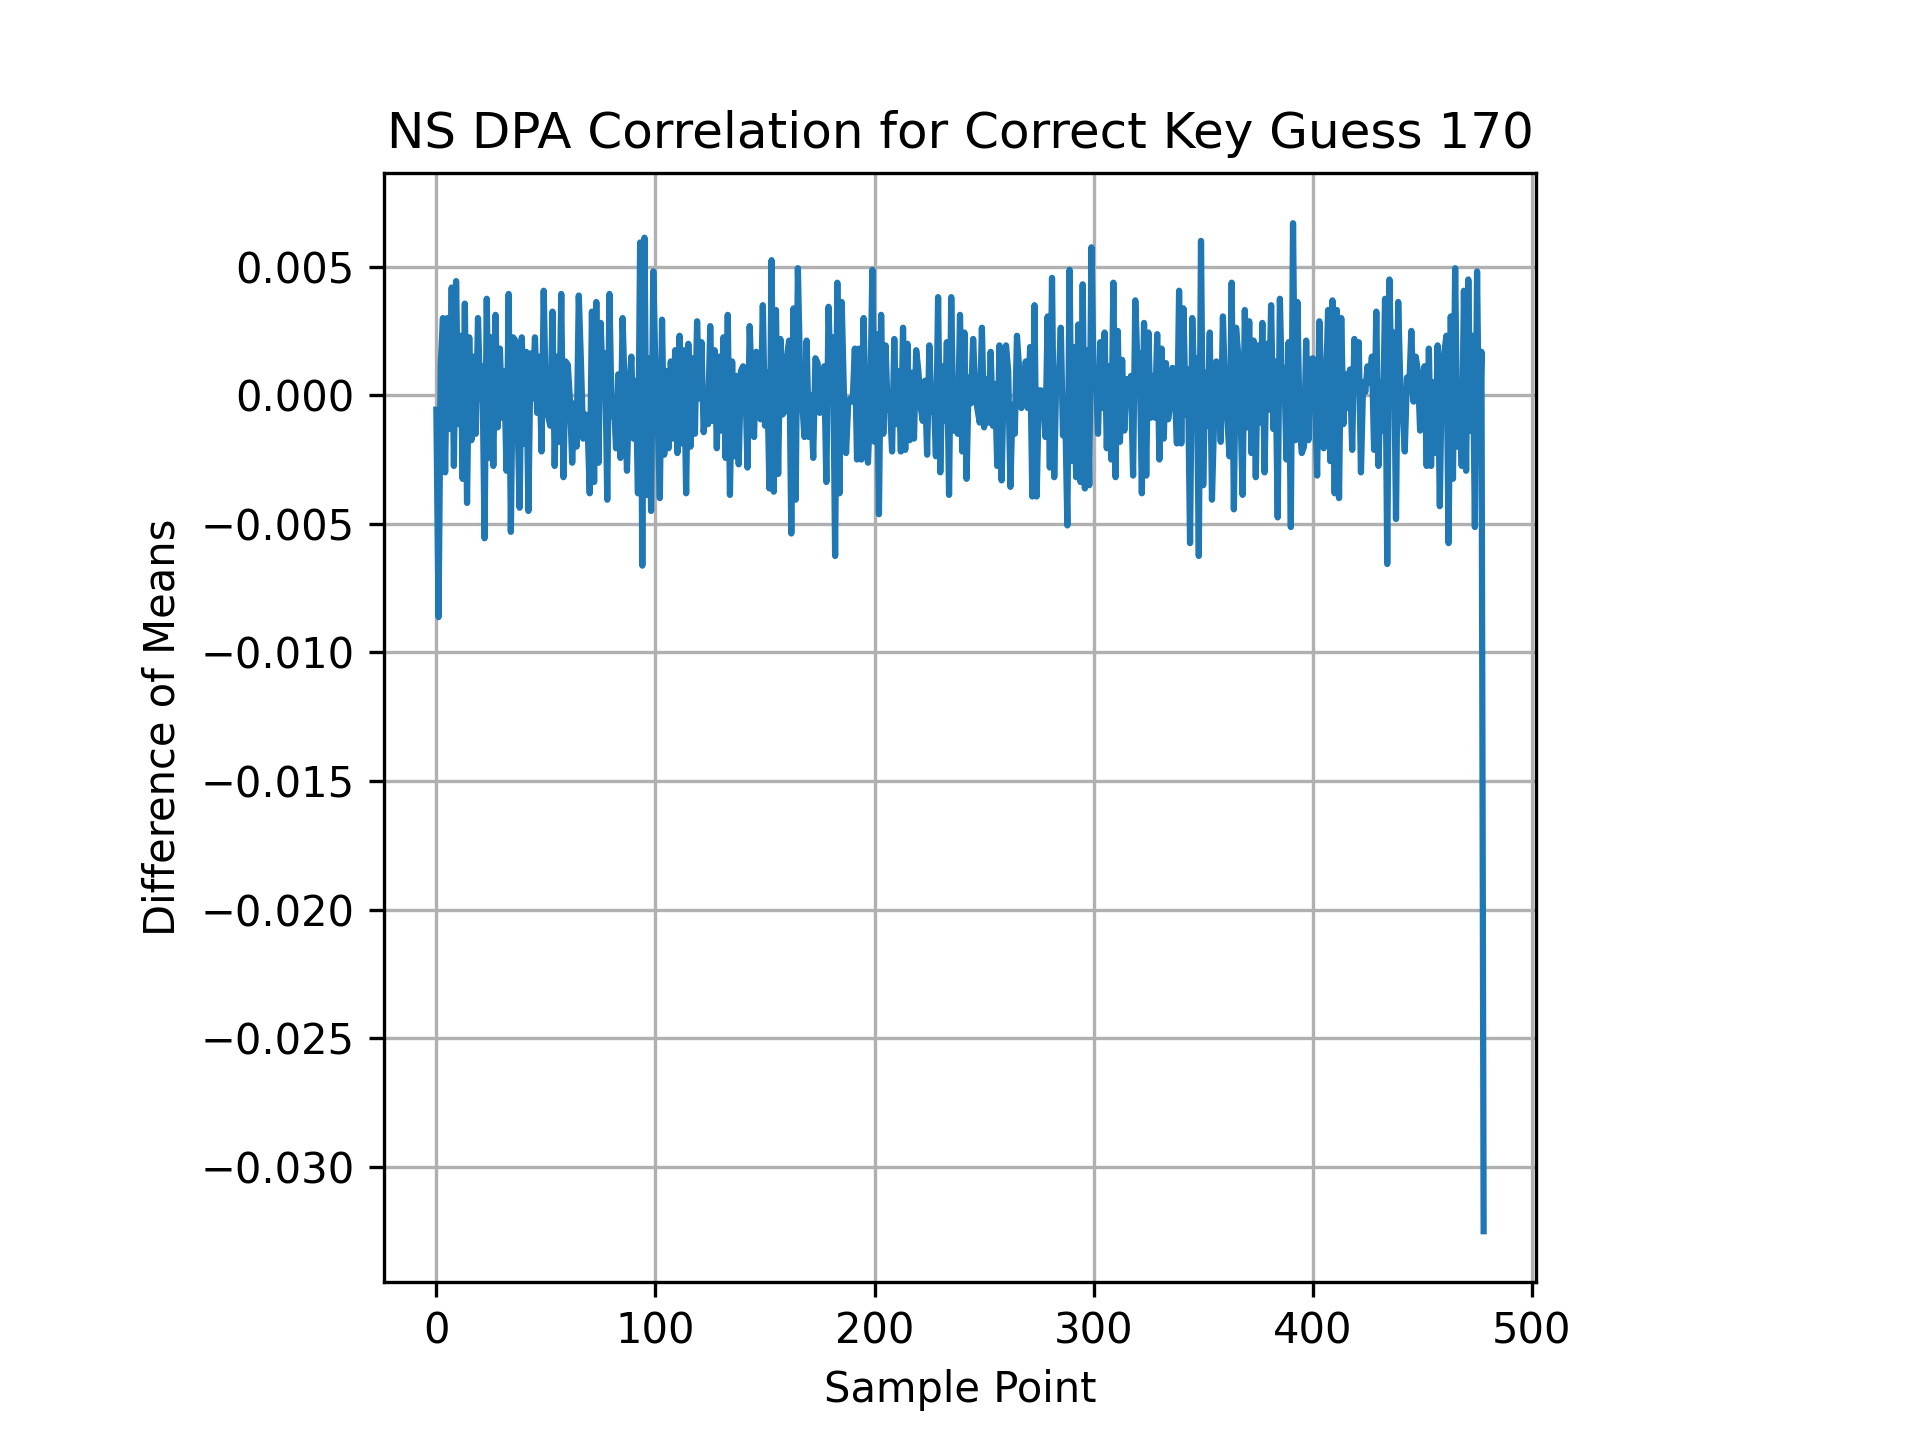 NS DPA Correlation for Correct Key Guess 170
0.005
0.000
−0.005
−0.010
−0.015
−0.020
−0.025
−0.030
Difference of Means
0 100 200 300 400 500
Sample Point